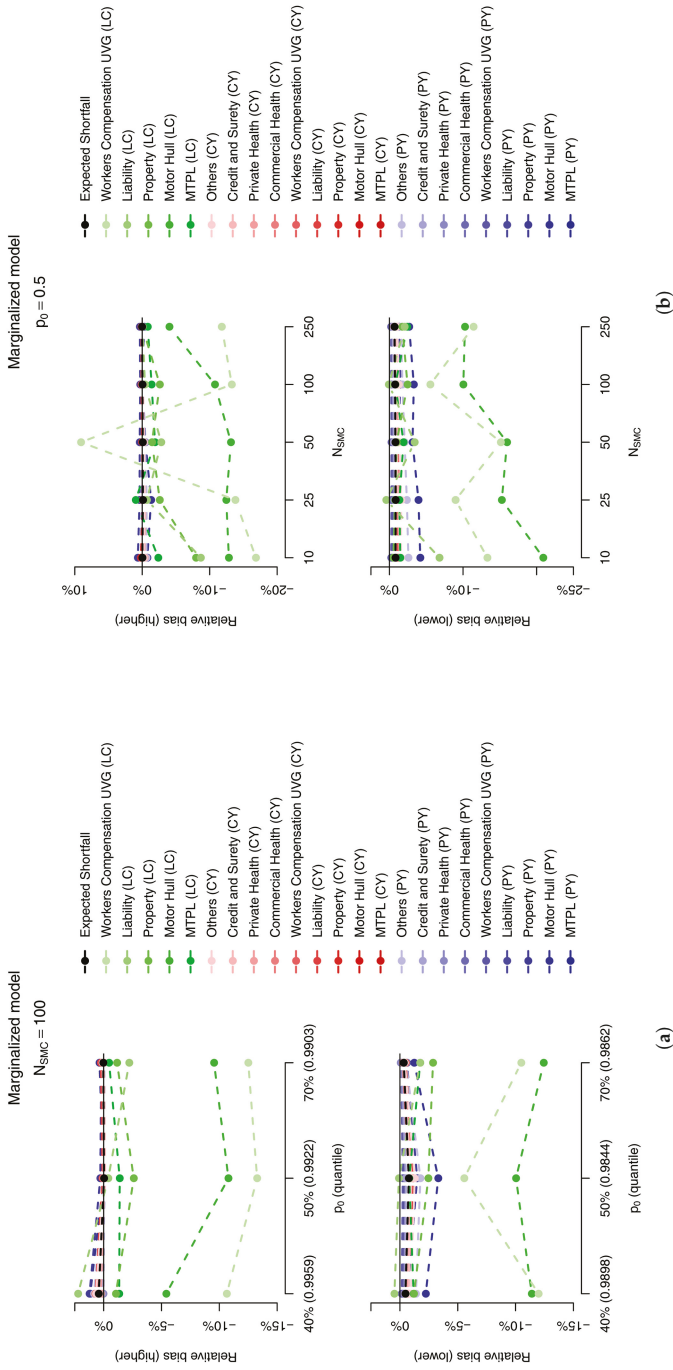 Marginalized model
N_SMC = 100
Relative bias (higher)
0%
−5%
−10%
−15%
40% (0.9959)
50% (0.9922)
70% (0.9903)
p0 (quantile)
Relative bias (lower)
0%
−5%
−10%
−15%
40% (0.9898)
50% (0.9844)
70% (0.9862)
p0 (quantile)
Expected Shortfall
Workers Compensation UVG (LC)
Liability (LC)
Property (LC)
Motor Hull (LC)
MTPL (LC)
Others (CY)
Credit and Surety (CY)
Private Health (CY)
Commercial Health (CY)
Workers Compensation UVG (CY)
Liability (CY)
Property (CY)
Motor Hull (CY)
MTPL (CY)
Others (PY)
Credit and Surety (PY)
Private Health (PY)
Commercial Health (PY)
Workers Compensation UVG (PY)
Liability (PY)
Property (PY)
Motor Hull (PY)
MTPL (PY)
(a)
Marginalized model
p0 = 0.5
Relative bias (higher)
10%
0%
−10%
−20%
10
25
50
100
250
N_SMC
Relative bias (lower)
0%
−10%
−25%
10
25
50
100
250
N_SMC
Expected Shortfall
Workers Compensation UVG (LC)
Liability (LC)
Property (LC)
Motor Hull (LC)
MTPL (LC)
Others (CY)
Credit and Surety (CY)
Private Health (CY)
Commercial Health (CY)
Workers Compensation UVG (CY)
Liability (CY)
Property (CY)
Motor Hull (CY)
MTPL (CY)
Others (PY)
Credit and Surety (PY)
Private Health (PY)
Commercial Health (PY)
Workers Compensation UVG (PY)
Liability (PY)
Property (PY)
Motor Hull (PY)
MTPL (PY)
(b)